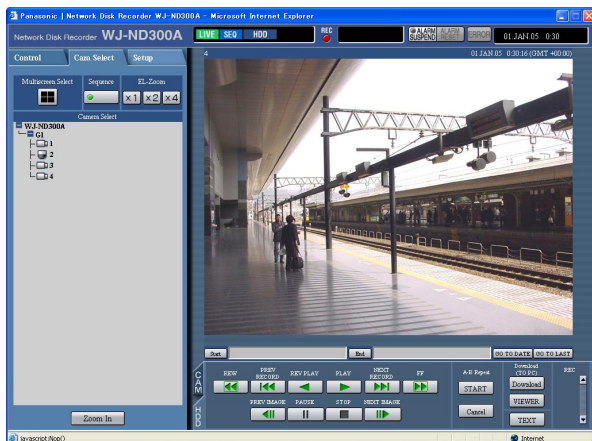 Panasonic | Network Disk Recorder WJ-ND300A - Microsoft Internet Explorer
Network Disk Recorder WJ-ND300A
LIVE SEQ HDD
REC
ALARM SUSPEND
ALARM RESET
ERROR
01.JAN.05 0:30
Control Cam Select Setup
4
01.JAN.05 0:30:16 (GMT +00:00)
Multiscreen Select Sequence EL-Zoom
x1 x2 x4
Camera Select
WJ-ND300A
G1
1
2
3
4
Zoom In
Start End GO TO DATE GO TO LAST
CAM
HDD
REW PREV RECORD REV PLAY PLAY NEXT RECORD FF
PREV IMAGE PAUSE STOP NEXT IMAGE
A-B Repeat
START
Cancel
Download (TO PC)
Download
VIEWER
TEXT
REC
javascript:Nop()
Internet